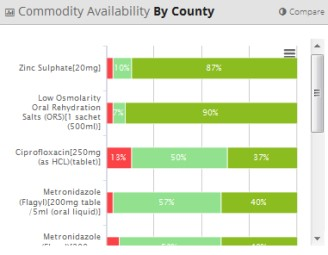 Commodity Availability By County
Compare
Zinc Sulphate[20mg]
10%
87%
Low Osmolarity
Oral Rehydration
Salts (ORS)[1 sachet
(500ml)]
7%
90%
Ciprofloxacin[250mg
(as HCL)(tablet)]
13%
50%
37%
Metronidazole
(Flagyl)[200mg table
/5ml (oral liquid)]
57%
40%
Metronidazole